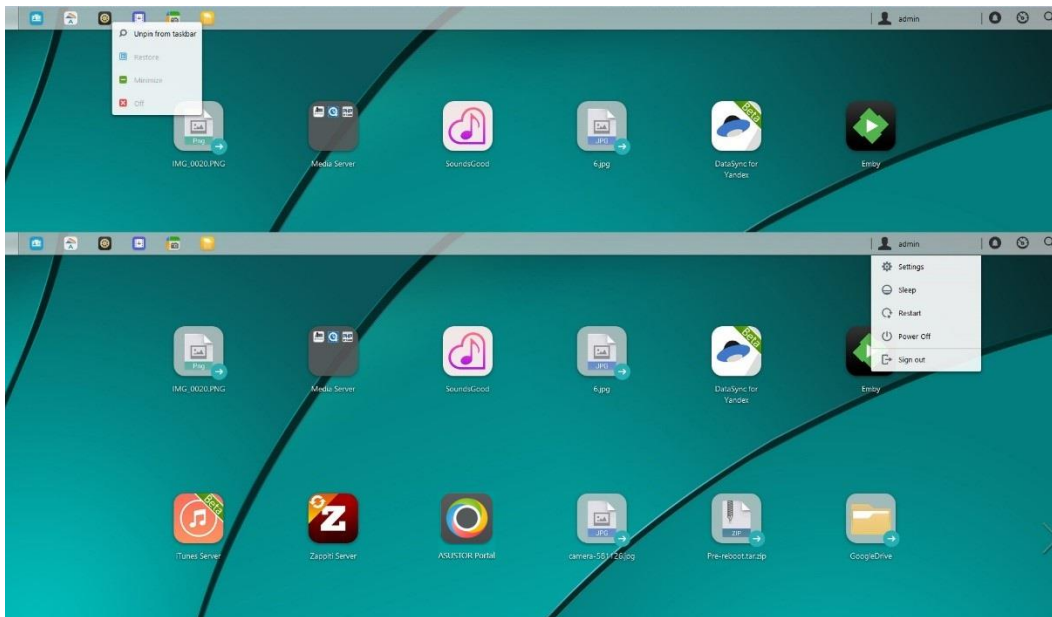 admin
Unpin from taskbar
Restore
Minimize
Off
Png
JPG
Beta
IMG_0020.PNG
Media Server
SoundsGood
6.jpg
DataSync for
Yandex
Emby
admin
Settings
Sleep
Restart
Power Off
Sign out
Png
JPG
Beta
IMG_0020.PNG
Media Server
SoundsGood
6.jpg
DataSync for
Yandex
Emby
Beta
Z
JPG
ZIP
iTunes Server
Zappiti Server
ASUSTOR Portal
camera-581126.jpg
Pre-reboot.tar.zip
GoogleDrive